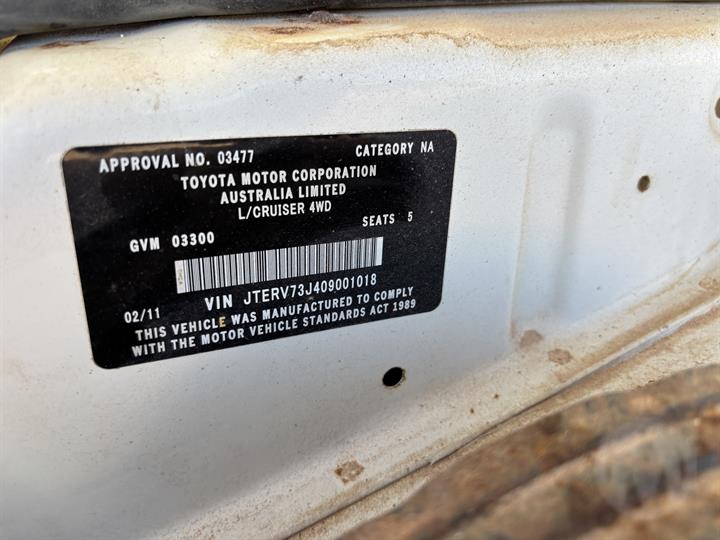 APPROVAL NO. 03477 CATEGORY NA
TOYOTA MOTOR CORPORATION
AUSTRALIA LIMITED
L/CRUISER 4WD
GVM 03300 SEATS 5
02/11 VIN JTERV73J409001018
THIS VEHICLE WAS MANUFACTURED TO COMPLY
WITH THE MOTOR VEHICLE STANDARDS ACT 1989